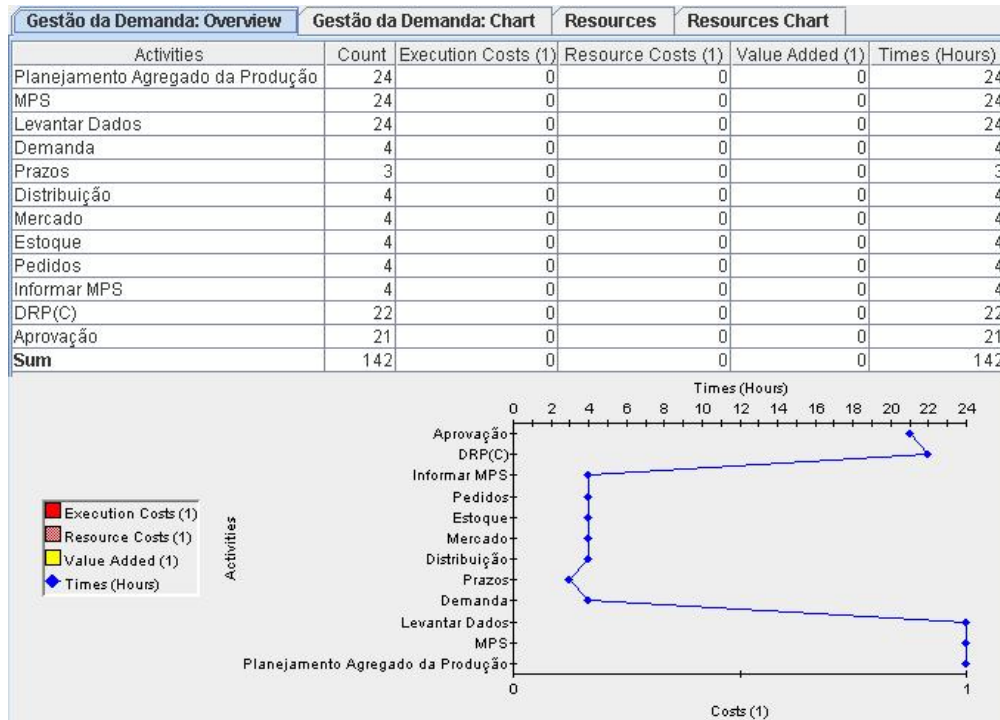 Gestão da Demanda: Overview Gestão da Demanda: Chart Resources Resources Chart
Activities Count Execution Costs (1) Resource Costs (1) Value Added (1) Times (Hours)
Planejamento Agregado da Produção 24 0 0 0 24
MPS 24 0 0 0 24
Levantar Dados 24 0 0 0 24
Demanda 4 0 0 0 4
Prazos 3 0 0 0 3
Distribuição 4 0 0 0 4
Mercado 4 0 0 0 4
Estoque 4 0 0 0 4
Pedidos 4 0 0 0 4
Informar MPS 4 0 0 0 4
DRP(C) 22 0 0 0 22
Aprovação 21 0 0 0 21
Sum 142 0 0 0 142
Times (Hours)
0 2 4 6 8 10 12 14 16 18 20 22 24
Aprovação
DRP(C)
Informar MPS
Pedidos
Estoque
Mercado
Distribuição
Prazos
Demanda
Levantar Dados
MPS
Planejamento Agregado da Produção
Activities
Execution Costs (1)
Resource Costs (1)
Value Added (1)
Times (Hours)
0 1
Costs (1)